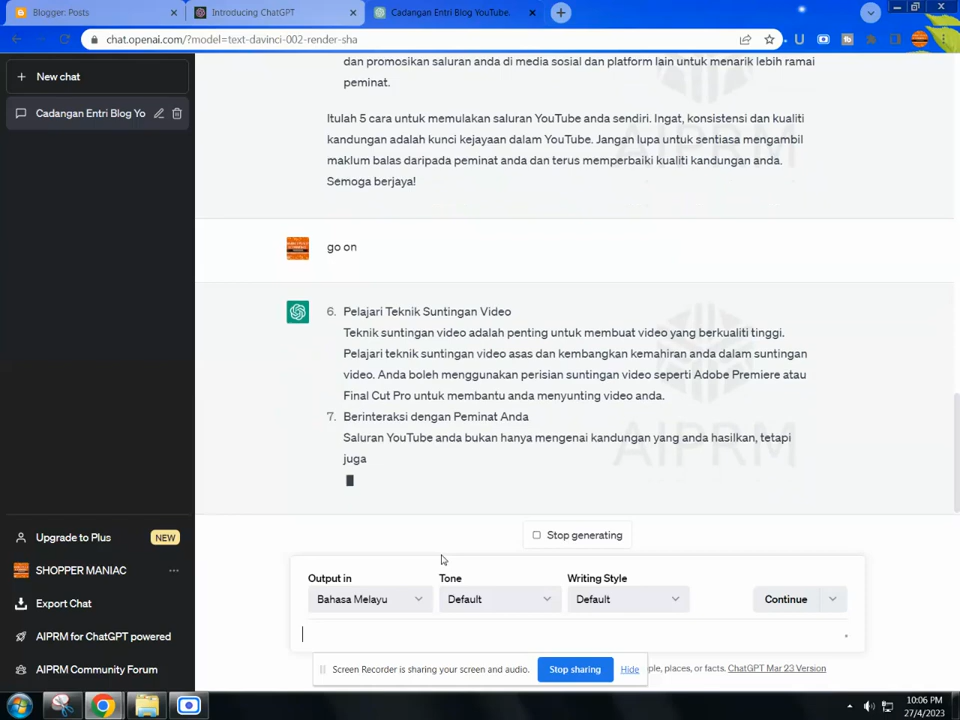 Blogger: Posts
Introducing ChatGPT
Cadangan Entri Blog YouTube.
chat.openai.com/?model=text-davinci-002-render-sha
New chat
Cadangan Entri Blog Yo
dan promosikan saluran anda di media sosial dan platform lain untuk menarik lebih ramai
peminat.
Itulah 5 cara untuk memulakan saluran YouTube anda sendiri. Ingat, konsistensi dan kualiti
kandungan adalah kunci kejayaan dalam YouTube. Jangan lupa untuk sentiasa mengambil
maklum balas daripada peminat anda dan terus memperbaiki kualiti kandungan anda.
Semoga berjaya!
AIPRM
go on
6. Pelajari Teknik Suntingan Video
Teknik suntingan video adalah penting untuk membuat video yang berkualiti tinggi.
Pelajari teknik suntingan video asas dan kembangkan kemahiran anda dalam suntingan
video. Anda boleh menggunakan perisian suntingan video seperti Adobe Premiere atau
Final Cut Pro untuk membantu anda menyunting video anda.
7. Berinteraksi dengan Peminat Anda
Saluran YouTube anda bukan hanya mengenai kandungan yang anda hasilkan, tetapi
juga
AIPRM
Stop generating
Output in
Tone
Writing Style
Bahasa Melayu
Default
Default
Continue
Upgrade to Plus
NEW
SHOPPER MANIAC
Export Chat
AIPRM for ChatGPT powered
AIPRM Community Forum
Screen Recorder is sharing your screen and audio.
Stop sharing
Hide
ple, places, or facts. ChatGPT Mar 23 Version
10:06 PM
27/4/2023